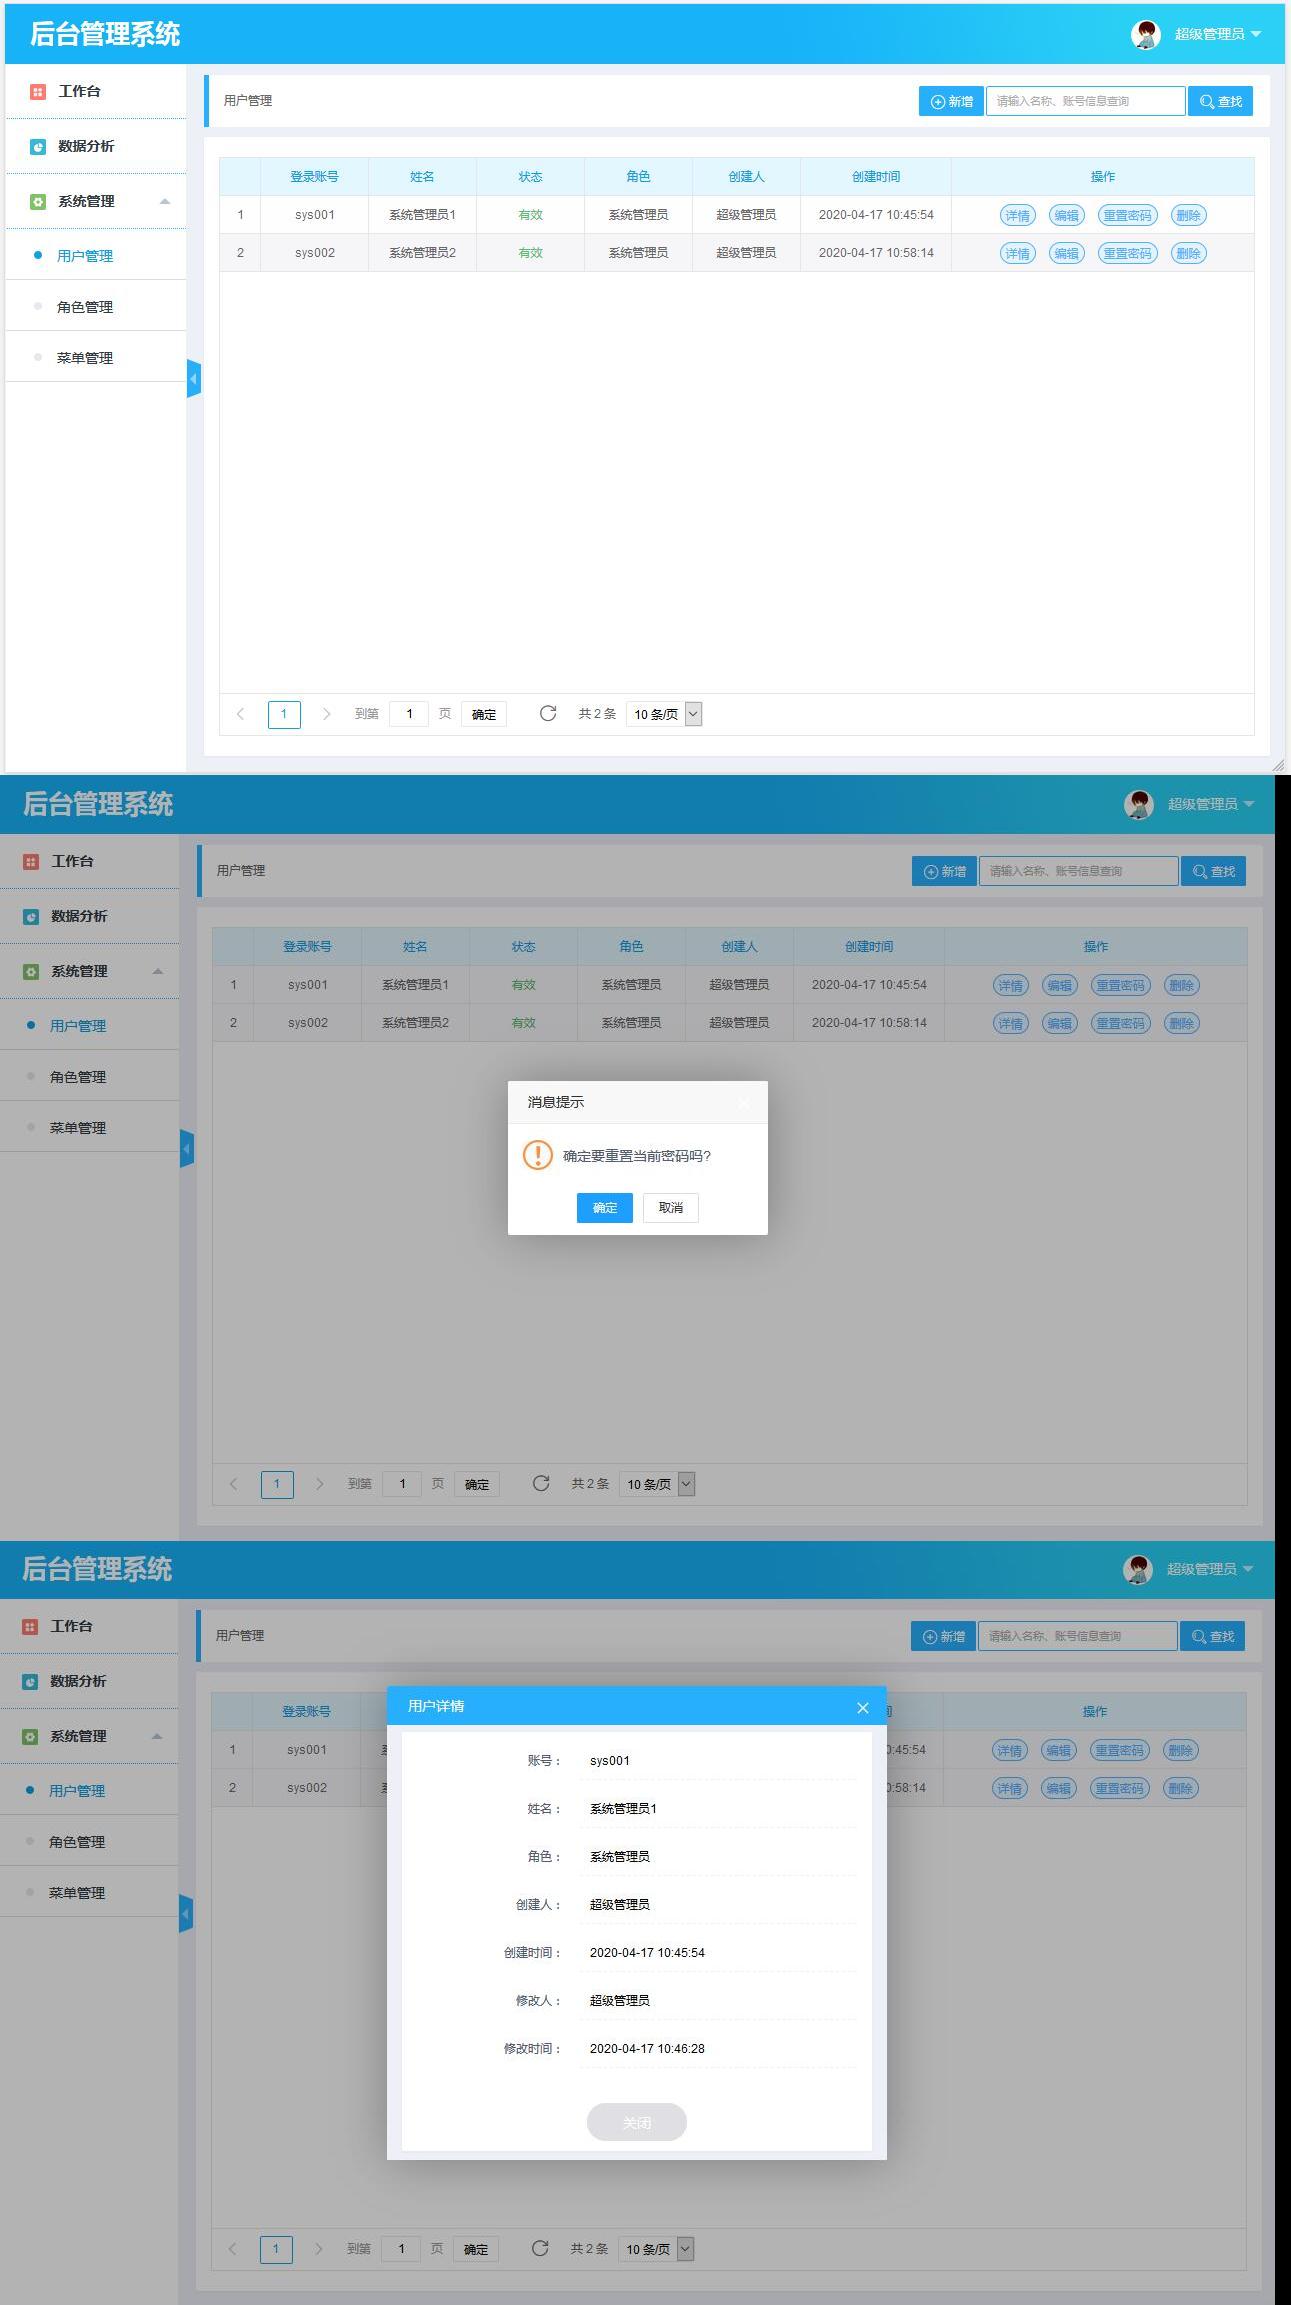 后台管理系统
超级管理员
工作台
数据分析
系统管理
用户管理
角色管理
菜单管理
用户管理
新增 请输入名称、账号信息查询 查找
登录账号 姓名 状态 角色 创建人 创建时间 操作
1 sys001 系统管理员1 有效 系统管理员 超级管理员 2020-04-17 10:45:54 详情 编辑 重置密码 删除
2 sys002 系统管理员2 有效 系统管理员 超级管理员 2020-04-17 10:58:14 详情 编辑 重置密码 删除
1 到第 1 页 确定 共 2 条 10 条/页
后台管理系统
超级管理员
工作台
数据分析
系统管理
用户管理
角色管理
菜单管理
用户管理
新增 请输入名称、账号信息查询 查找
登录账号 姓名 状态 角色 创建人 创建时间 操作
1 sys001 系统管理员1 有效 系统管理员 超级管理员 2020-04-17 10:45:54 详情 编辑 重置密码 删除
2 sys002 系统管理员2 有效 系统管理员 超级管理员 2020-04-17 10:58:14 详情 编辑 重置密码 删除
消息提示
确定要重置当前密码吗?
确定 取消
1 到第 1 页 确定 共 2 条 10 条/页
后台管理系统
超级管理员
工作台
数据分析
系统管理
用户管理
角色管理
菜单管理
用户管理
新增 请输入名称、账号信息查询 查找
登录账号 操作
1 sys001 0:45:54 详情 编辑 重置密码 删除
2 sys002 0:58:14 详情 编辑 重置密码 删除
用户详情
账号： sys001
姓名： 系统管理员1
角色： 系统管理员
创建人： 超级管理员
创建时间： 2020-04-17 10:45:54
修改人： 超级管理员
修改时间： 2020-04-17 10:46:28
关闭
1 到第 1 页 确定 共 2 条 10 条/页